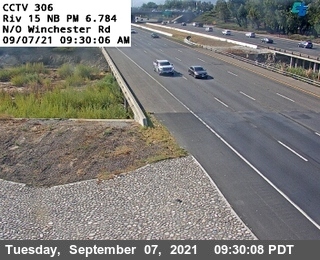 CCTV 306
Riv 15 NB PM 6.784
N/O Winchester Rd
09/07/21 09:30:06 AM
Tuesday, September 07, 2021 09:30:08 PDT